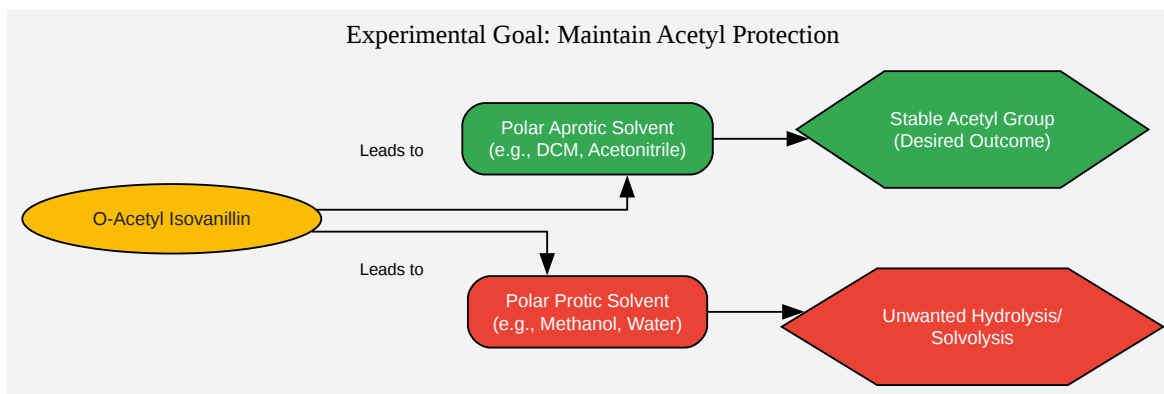 Experimental Goal: Maintain Acetyl Protection
Leads to
Polar Aprotic Solvent
(e.g., DCM, Acetonitrile)
Stable Acetyl Group
(Desired Outcome)
O-Acetyl Isovanillin
Leads to
Polar Protic Solvent
(e.g., Methanol, Water)
Unwanted Hydrolysis/
Solvolysis